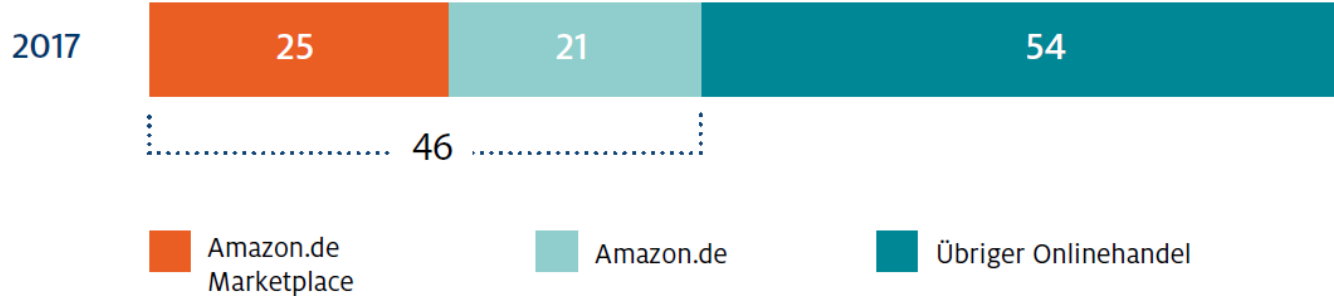 2017 25 21 54
46
Amazon.de
Marketplace
Amazon.de
Übriger Onlinehandel